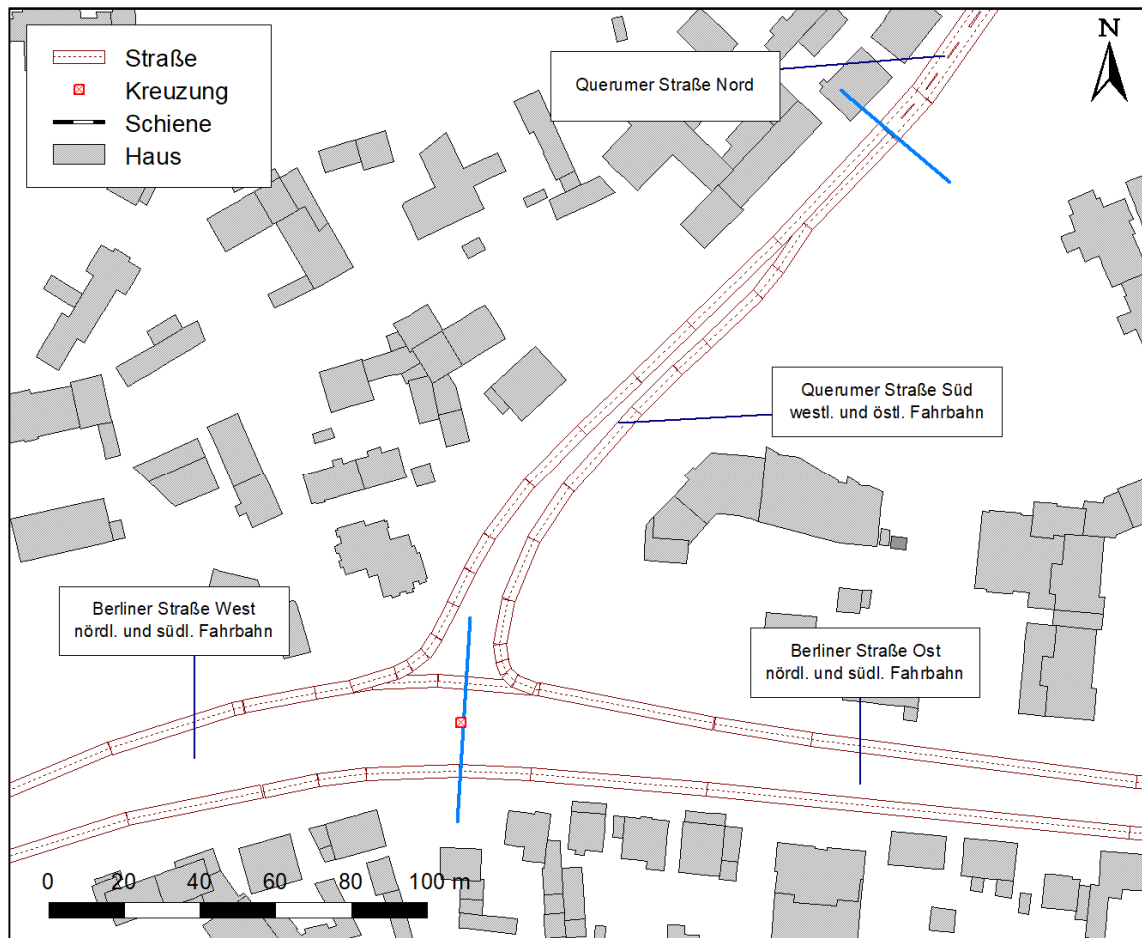 Straße
Kreuzung
Schiene
Haus
Querumer Straße Nord
N
Querumer Straße Süd
westl. und östl. Fahrbahn
Berliner Straße West
nördl. und südl. Fahrbahn
Berliner Straße Ost
nördl. und südl. Fahrbahn
0 20 40 60 80 100 m